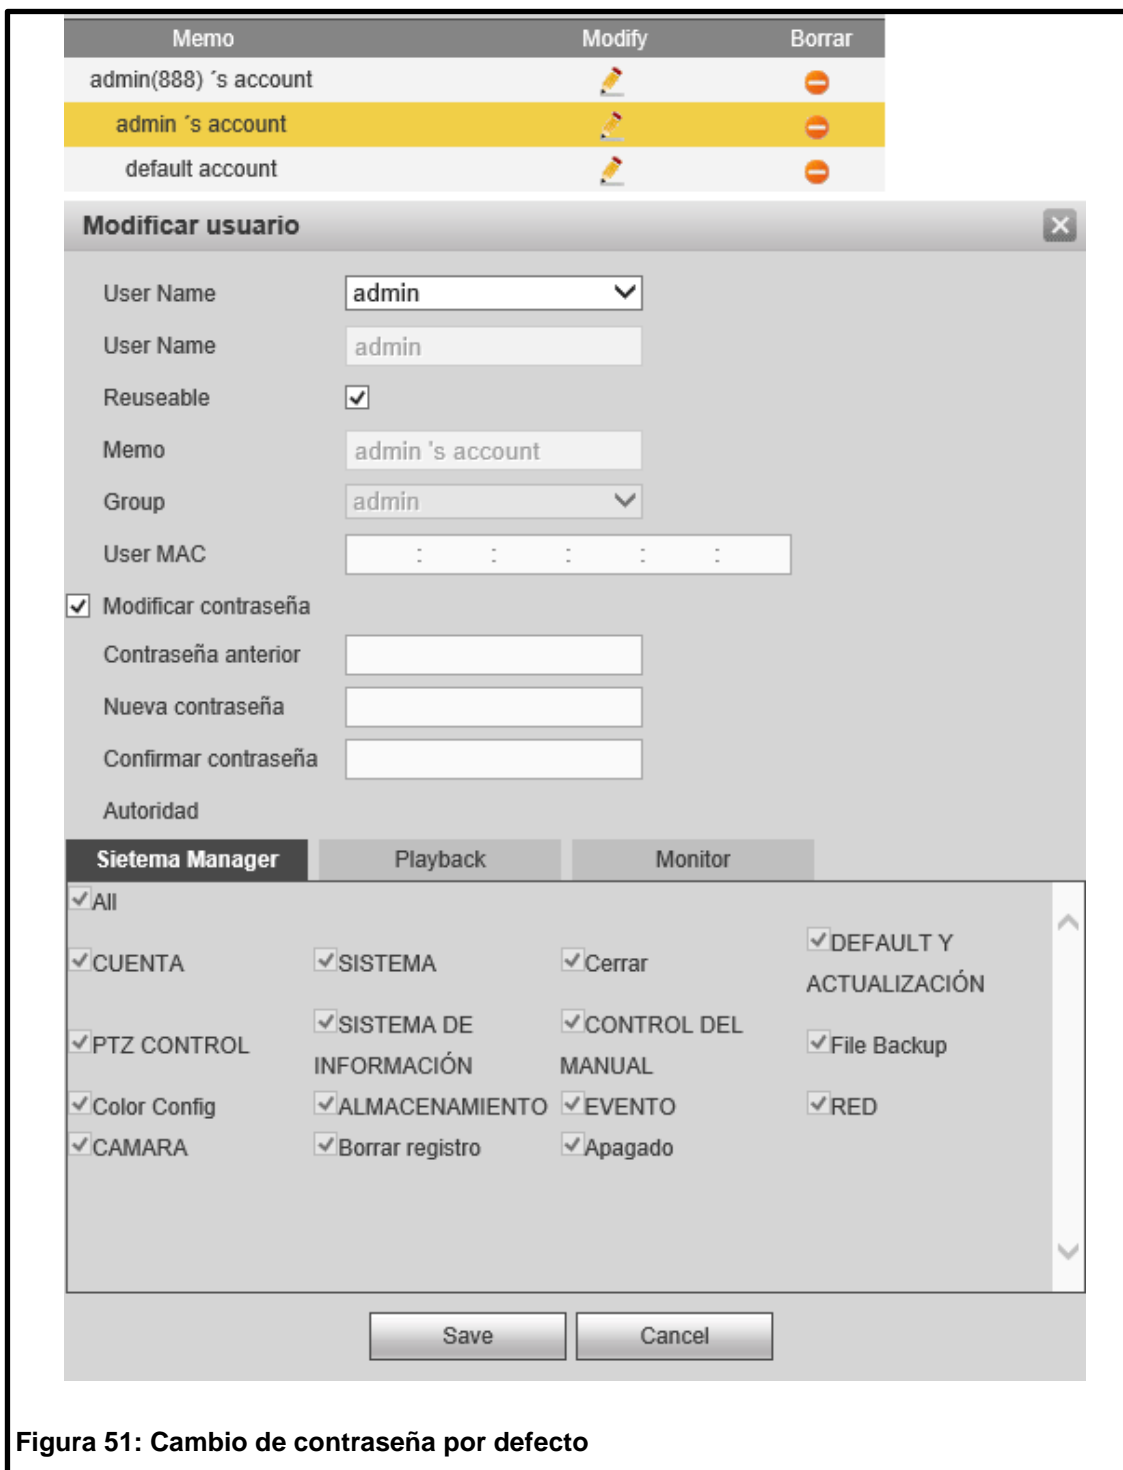 Memo Modify Borrar
admin(888) ´s account
admin ´s account
default account
Modificar usuario
User Name admin
User Name admin
Reuseable
Memo admin 's account
Group admin
User MAC : : : : :
Modificar contraseña
Contraseña anterior
Nueva contraseña
Confirmar contraseña
Autoridad
Sietema Manager Playback Monitor
All
CUENTA SISTEMA Cerrar DEFAULT Y
ACTUALIZACIÓN
PTZ CONTROL SISTEMA DE CONTROL DEL File Backup
INFORMACIÓN MANUAL
Color Config ALMACENAMIENTO EVENTO RED
CAMARA Borrar registro Apagado
Save Cancel
Figura 51: Cambio de contraseña por defecto